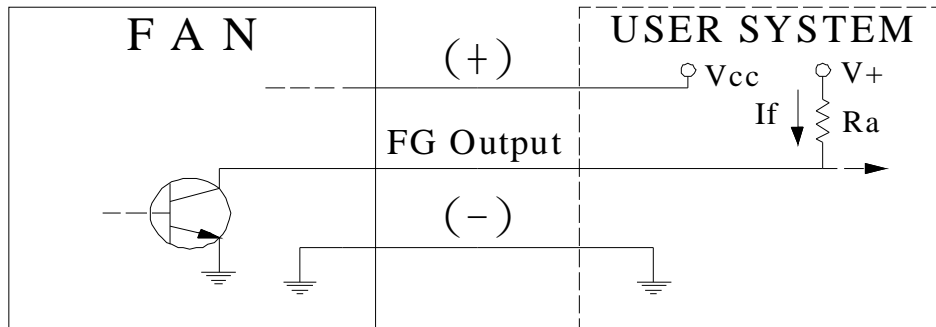 F A N
USER SYSTEM
(+)
Vcc
V+
If
Ra
FG Output
(-)